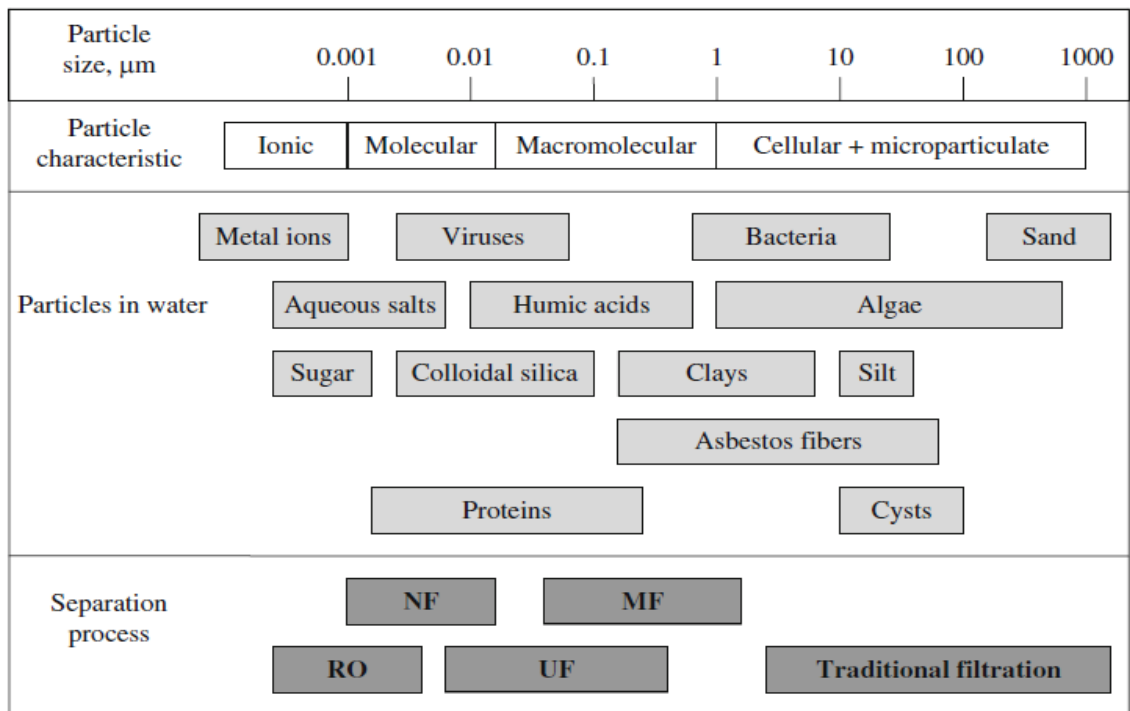 Particle
size, μm
0.001 0.01 0.1 1 10 100 1000
Particle
characteristic
Ionic Molecular Macromolecular Cellular + microparticulate
Metal ions Viruses Bacteria Sand
Particles in water Aqueous salts Humic acids Algae
Sugar Colloidal silica Clays Silt
Asbestos fibers
Proteins Cysts
Separation
process
NF MF
RO UF Traditional filtration